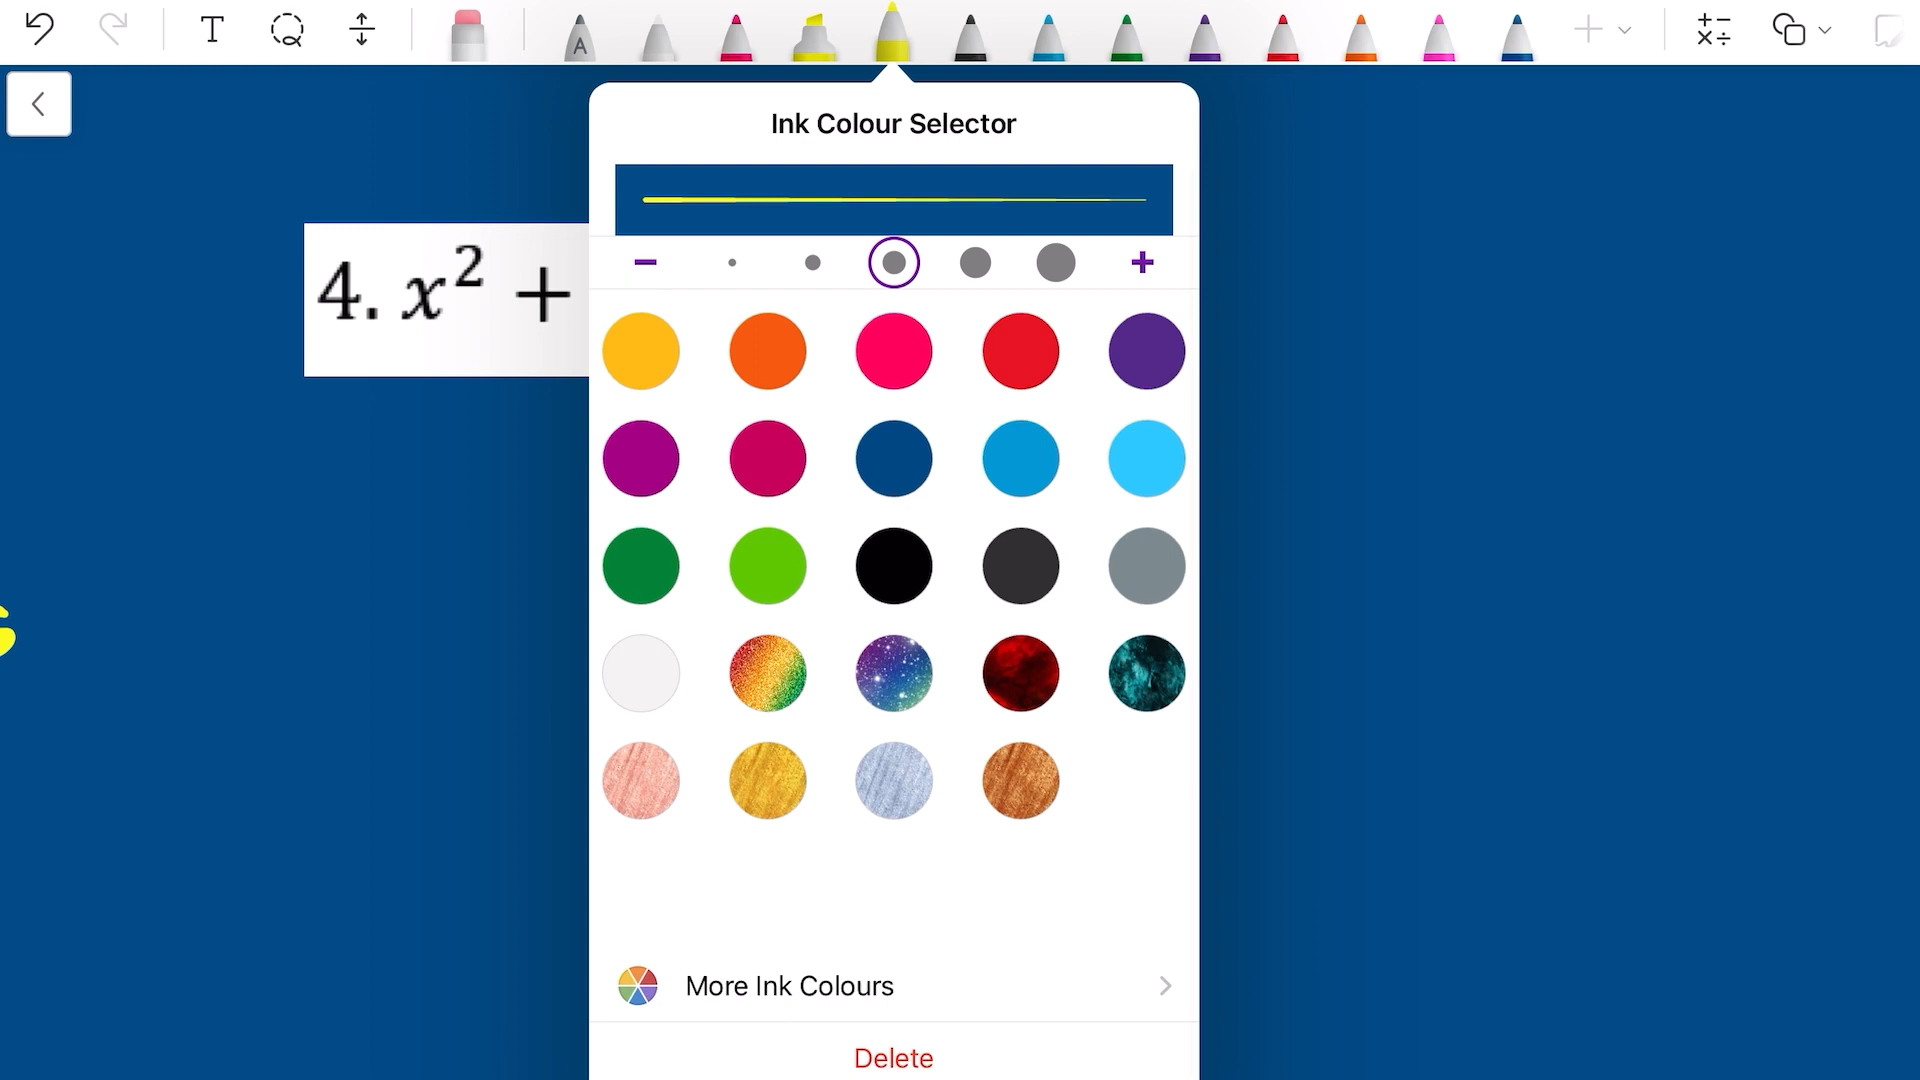 T
A
Ink Colour Selector
4. x² +
More Ink Colours
Delete